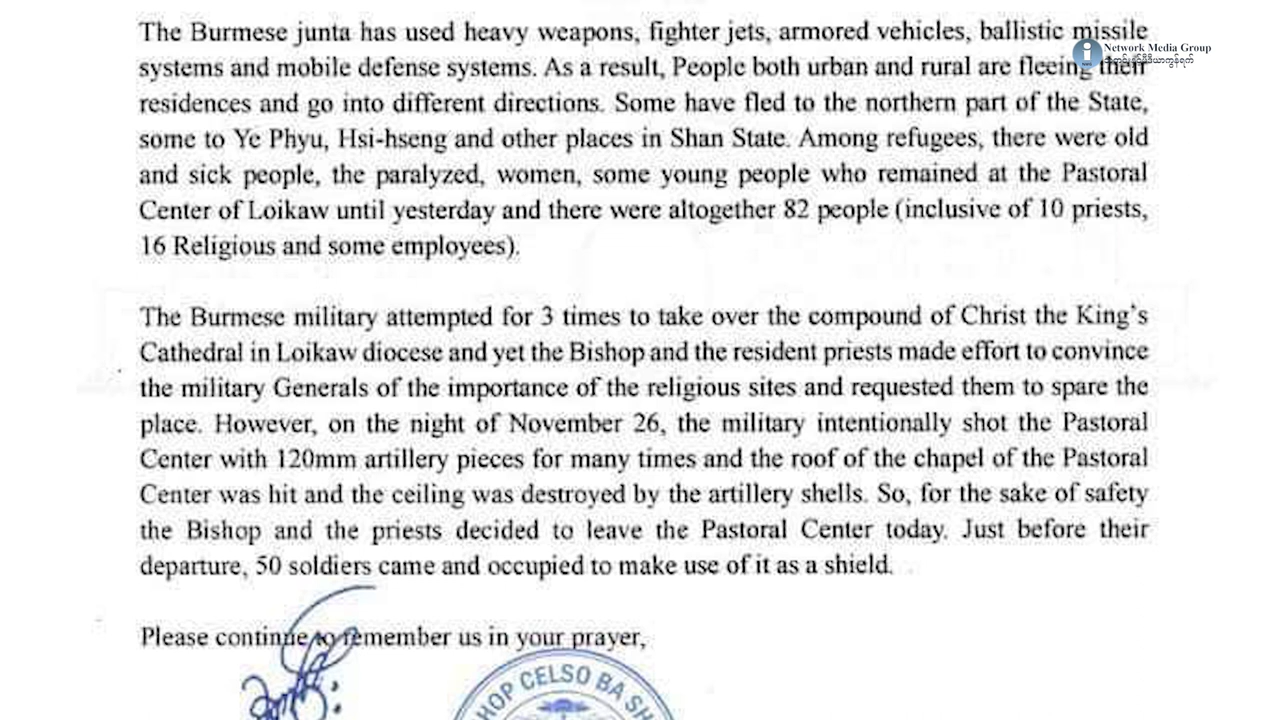 The Burmese junta has used heavy weapons, fighter jets, armored vehicles, ballistic missile
Network Media Group
systems and mobile defense systems. As a result, People both urban and rural are fleeing their
residences and go into different directions. Some have fled to the northern part of the State,
some to Ye Phyu, Hsi-hseng and other places in Shan State. Among refugees, there were old
and sick people, the paralyzed, women, some young people who remained at the Pastoral
Center of Loikaw until yesterday and there were altogether 82 people (inclusive of 10 priests,
16 Religious and some employees).
The Burmese military attempted for 3 times to take over the compound of Christ the King's
Cathedral in Loikaw diocese and yet the Bishop and the resident priests made effort to convince
the military Generals of the importance of the religious sites and requested them to spare the
place. However, on the night of November 26, the military intentionally shot the Pastoral
Center with 120mm artillery pieces for many times and the roof of the chapel of the Pastoral
Center was hit and the ceiling was destroyed by the artillery shells. So, for the sake of safety
the Bishop and the priests decided to leave the Pastoral Center today. Just before their
departure, 50 soldiers came and occupied to make use of it as a shield.
Please continue to remember us in your prayer,
HOP CELSO BA SH